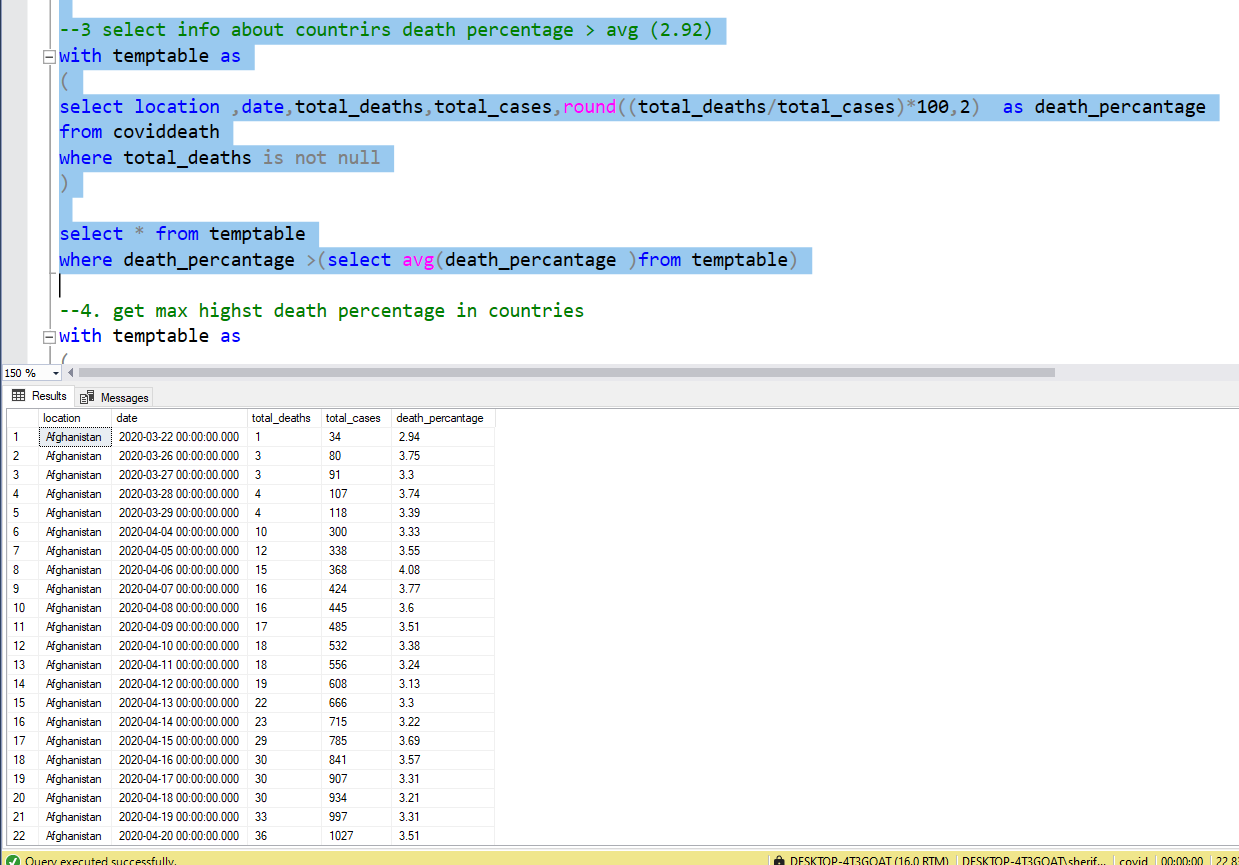 --3 select info about countrirs death percentage > avg (2.92)
with temptable as
(
select location ,date,total_deaths,total_cases,round((total_deaths/total_cases)*100,2)  as death_percantage
from coviddeath
where total_deaths is not null
)
select * from temptable
where death_percantage >(select avg(death_percantage )from temptable)
--4. get max highst death percentage in countries
with temptable as
(
150 %
Results Messages
location date total_deaths total_cases death_percantage
1 Afghanistan 2020-03-22 00:00:00.000 1 34 2.94
2 Afghanistan 2020-03-26 00:00:00.000 3 80 3.75
3 Afghanistan 2020-03-27 00:00:00.000 3 91 3.3
4 Afghanistan 2020-03-28 00:00:00.000 4 107 3.74
5 Afghanistan 2020-03-29 00:00:00.000 4 118 3.39
6 Afghanistan 2020-04-04 00:00:00.000 10 300 3.33
7 Afghanistan 2020-04-05 00:00:00.000 12 338 3.55
8 Afghanistan 2020-04-06 00:00:00.000 15 368 4.08
9 Afghanistan 2020-04-07 00:00:00.000 16 424 3.77
10 Afghanistan 2020-04-08 00:00:00.000 16 445 3.6
11 Afghanistan 2020-04-09 00:00:00.000 17 485 3.51
12 Afghanistan 2020-04-10 00:00:00.000 18 532 3.38
13 Afghanistan 2020-04-11 00:00:00.000 18 556 3.24
14 Afghanistan 2020-04-12 00:00:00.000 19 608 3.13
15 Afghanistan 2020-04-13 00:00:00.000 22 666 3.3
16 Afghanistan 2020-04-14 00:00:00.000 23 715 3.22
17 Afghanistan 2020-04-15 00:00:00.000 29 785 3.69
18 Afghanistan 2020-04-16 00:00:00.000 30 841 3.57
19 Afghanistan 2020-04-17 00:00:00.000 30 907 3.31
20 Afghanistan 2020-04-18 00:00:00.000 30 934 3.21
21 Afghanistan 2020-04-19 00:00:00.000 33 997 3.31
22 Afghanistan 2020-04-20 00:00:00.000 36 1027 3.51
Query executed successfully. DESKTOP-4T3GOAT (16.0 RTM) DESKTOP-4T3GOAT\sherif... covid 00:00:00 22,8